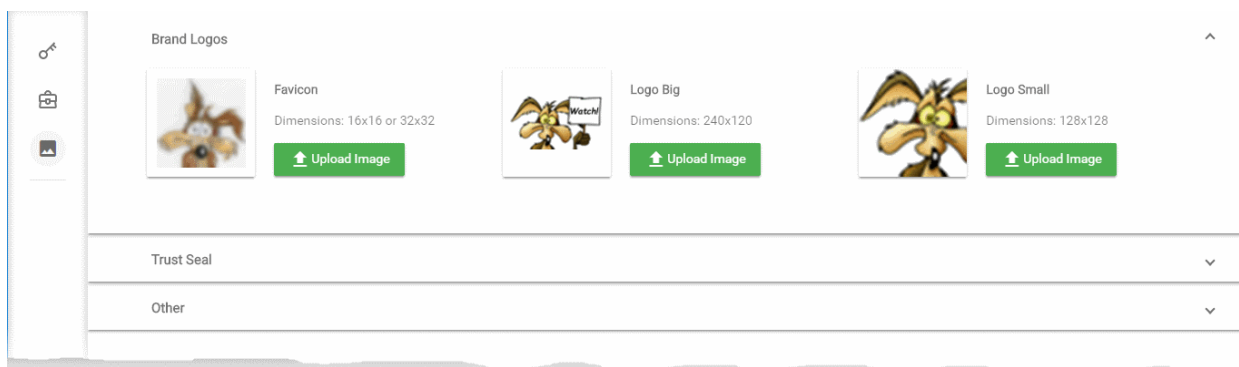 Brand Logos
Favicon
Dimensions: 16x16 or 32x32
Upload Image
Watch!
Logo Big
Dimensions: 240x120
Upload Image
Logo Small
Dimensions: 128x128
Upload Image
Trust Seal
Other